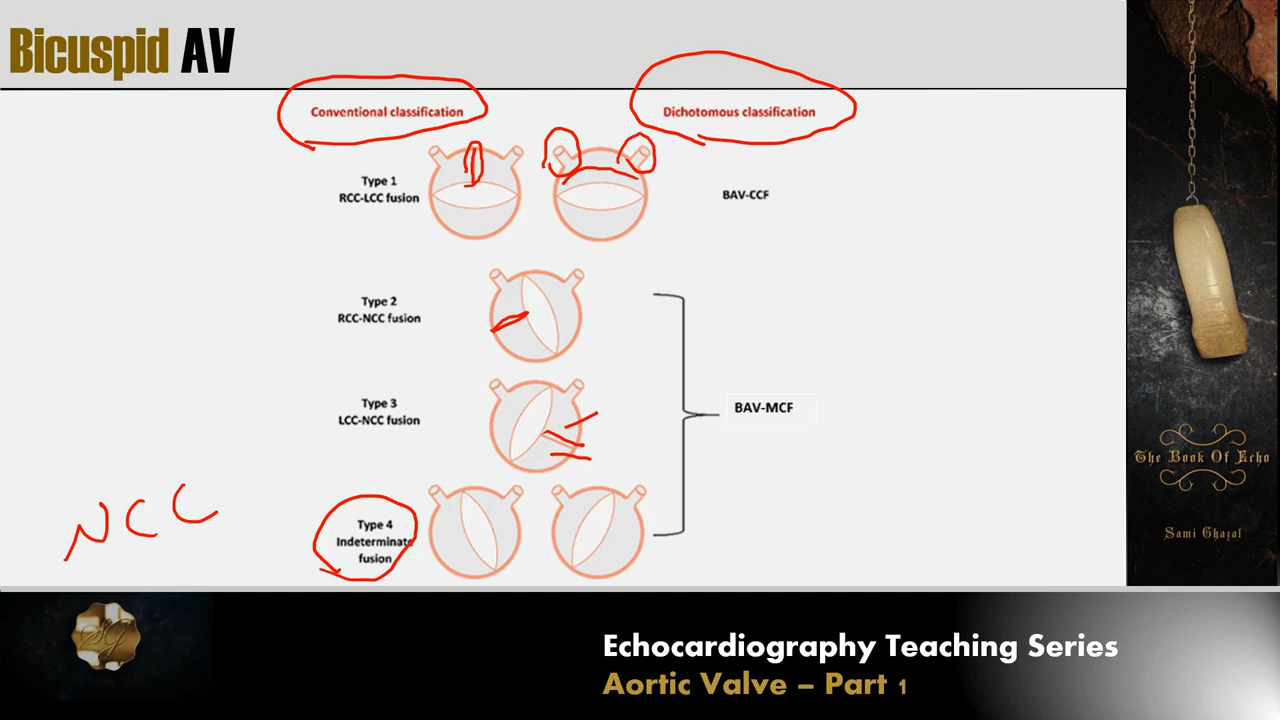 Bicuspid AV
Conventional classification
Dichotomous classification
Type 1
RCC-LCC fusion
BAV-CCF
Type 2
RCC-NCC fusion
Type 3
LCC-NCC fusion
BAV-MCF
NCC
Type 4
Indeterminate
fusion
The Book Of Echo
Sami Ghazal
SG
Echocardiography Teaching Series
Aortic Valve – Part 1